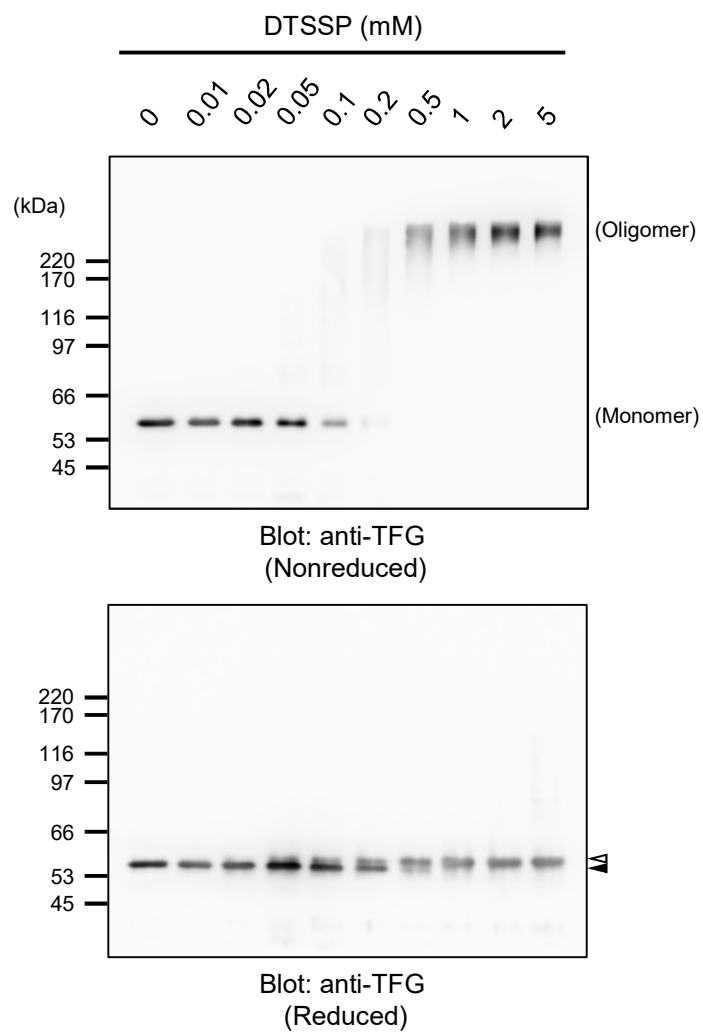 DTSSP (mM)
0 0.01 0.02 0.05 0.1 0.2 0.5 1 2 5
(kDa)
(Oligomer)
220
170
116
97
66
(Monomer)
53
45
Blot: anti-TFG
(Nonreduced)
220
170
116
97
66
53
45
Blot: anti-TFG
(Reduced)